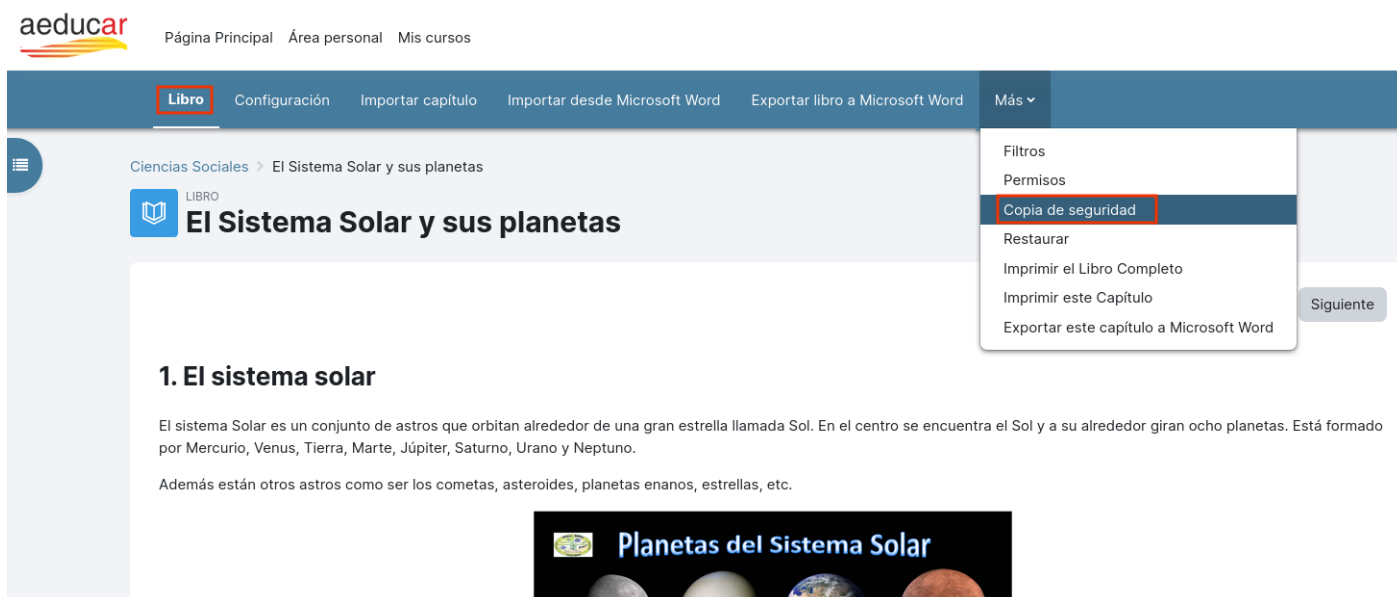 aeducar
Página Principal Área personal Mis cursos
Libro Configuración Importar capítulo Importar desde Microsoft Word Exportar libro a Microsoft Word Más
Filtros
Permisos
Copia de seguridad
Restaurar
Imprimir el Libro Completo
Imprimir este Capítulo
Exportar este capítulo a Microsoft Word
Ciencias Sociales > El Sistema Solar y sus planetas
LIBRO
El Sistema Solar y sus planetas
Siguiente
1. El sistema solar
El sistema Solar es un conjunto de astros que orbitan alrededor de una gran estrella llamada Sol. En el centro se encuentra el Sol y a su alrededor giran ocho planetas. Está formado
por Mercurio, Venus, Tierra, Marte, Júpiter, Saturno, Urano y Neptuno.
Además están otros astros como ser los cometas, asteroides, planetas enanos, estrellas, etc.
Planetas del Sistema Solar